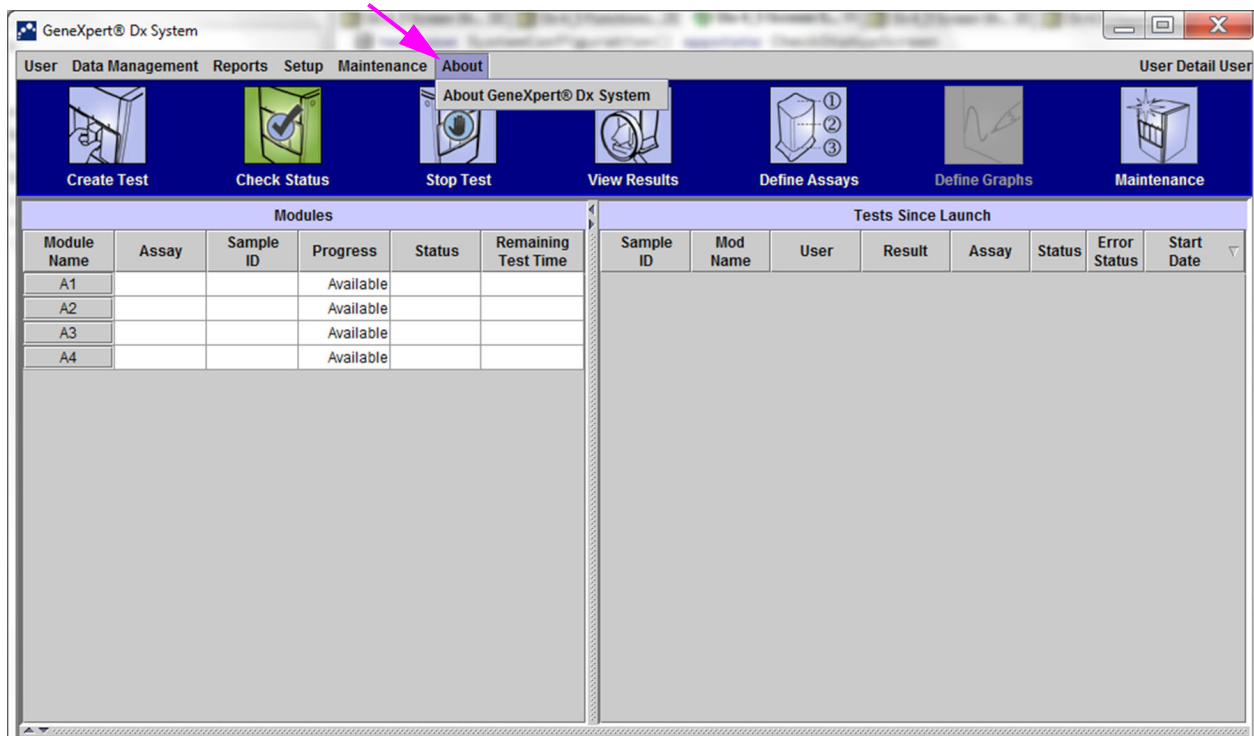 GeneXpert® Dx System
User Data Management Reports Setup Maintenance About User Detail User
About GeneXpert® Dx System
① ② ③
Create Test Check Status Stop Test View Results Define Assays Define Graphs Maintenance
Modules
Module Name Assay Sample ID Progress Status Remaining Test Time
A1 Available
A2 Available
A3 Available
A4 Available
Tests Since Launch
Sample ID Mod Name User Result Assay Status Error Status Start Date